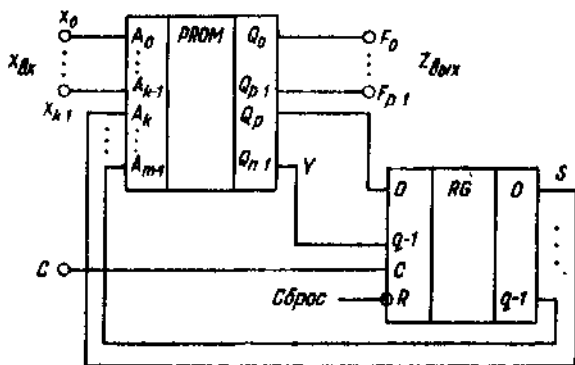 x₀ A₀ PROM Q₀ F₀
Xвх Zвых
Aₖ₋₁ Qₚ₋₁ Fₚ₋₁
xₖ₋₁ Aₖ Qₚ
Aₘ₋₁ Qₙ₋₁ Y
0 RG 0 S
q-1
C C
Сброс R q-1